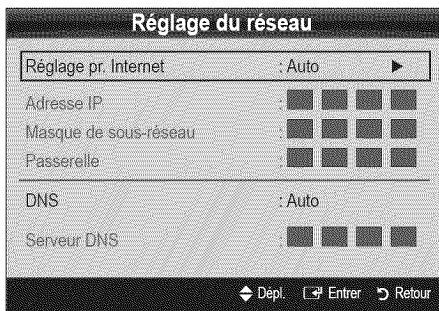 Réglage du réseau
Réglage pr. Internet : Auto
Adresse IP :
Masque de sous-réseau :
Passerelle :
DNS : Auto
Serveur DNS :
Dépl. Entrer Retour